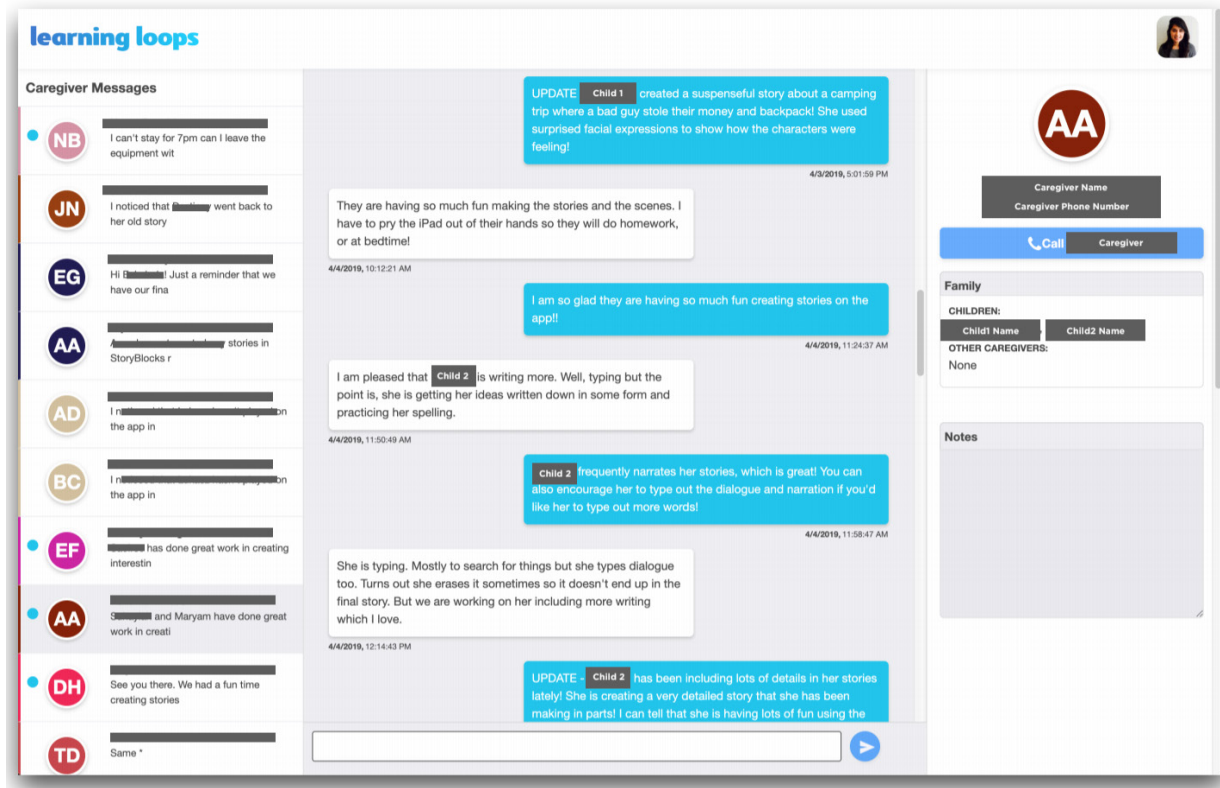 learning loops
Caregiver Messages
NB
I can't stay for 7pm can I leave the
equipment wit
JN
I noticed that went back to
her old story
EG
Hi ! Just a reminder that we
have our fina
AA
stories in
StoryBlocks r
AD
on
the app in
BC
on
the app in
EF
has done great work in creating
interestin
AA
and Maryam have done great
work in creati
DH
See you there. We had a fun time
creating stories
TD
Same *
UPDATE Child 1 created a suspenseful story about a camping
trip where a bad guy stole their money and backpack! She used
surprised facial expressions to show how the characters were
feeling!
4/3/2019, 5:01:59 PM
They are having so much fun making the stories and the scenes. I
have to pry the iPad out of their hands so they will do homework,
or at bedtime!
4/4/2019, 10:12:21 AM
I am so glad they are having so much fun creating stories on the
app!!
4/4/2019, 11:24:37 AM
I am pleased that Child 2 is writing more. Well, typing but the
point is, she is getting her ideas written down in some form and
practicing her spelling.
4/4/2019, 11:50:49 AM
Child 2 frequently narrates her stories, which is great! You can
also encourage her to type out the dialogue and narration if you'd
like her to type out more words!
4/4/2019, 11:58:47 AM
She is typing. Mostly to search for things but she types dialogue
too. Turns out she erases it sometimes so it doesn't end up in the
final story. But we are working on her including more writing
which I love.
4/4/2019, 12:14:43 PM
UPDATE - Child 2 has been including lots of details in her stories
lately! She is creating a very detailed story that she has been
making in parts! I can tell that she is having lots of fun using the
AA
Caregiver Name
Caregiver Phone Number
Call Caregiver
Family
CHILDREN:
Child1 Name , Child2 Name
OTHER CAREGIVERS:
None
Notes